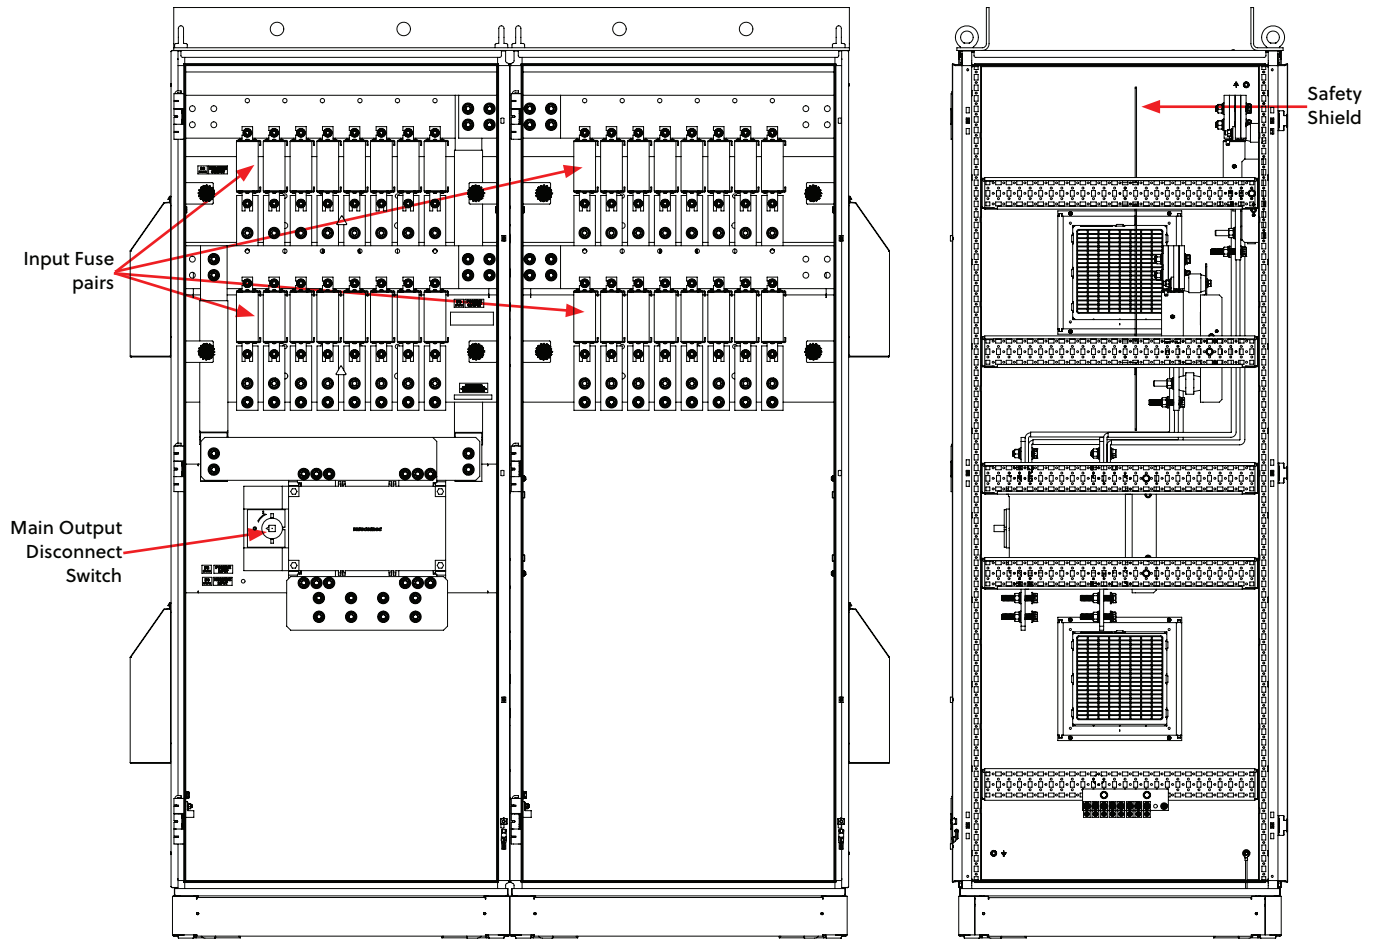 Safety
Shield
Input Fuse
pairs
Main Output
Disconnect
Switch